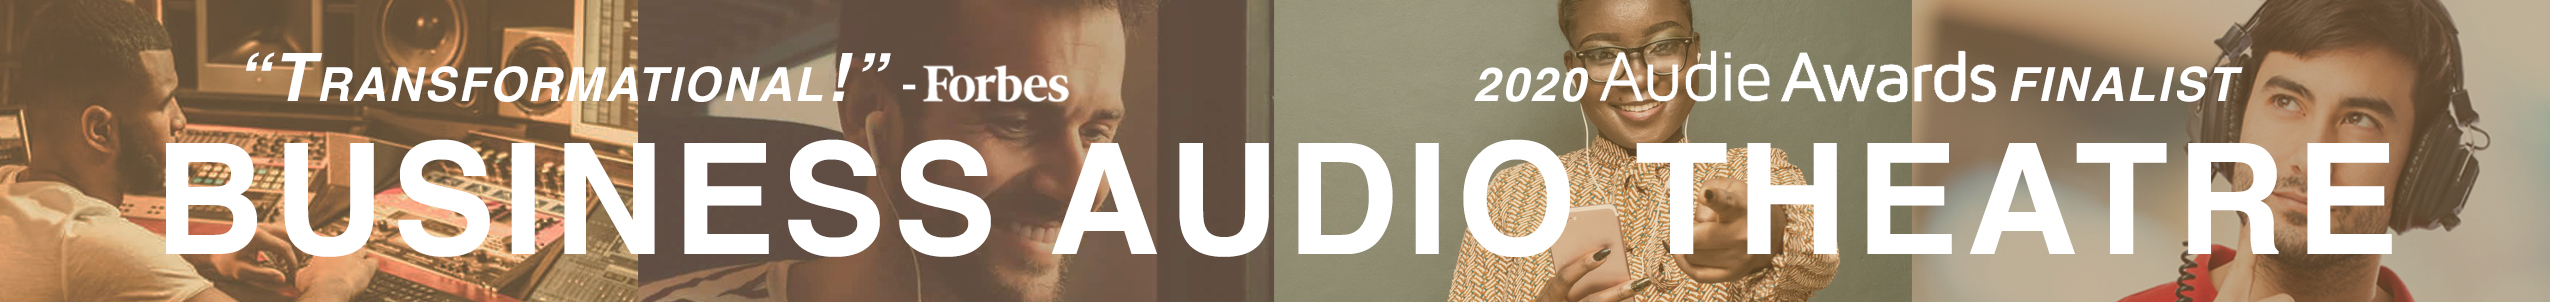 “TRANSFORMATIONAL!” - Forbes
2020 Audie Awards FINALIST
BUSINESS AUDIO THEATRE